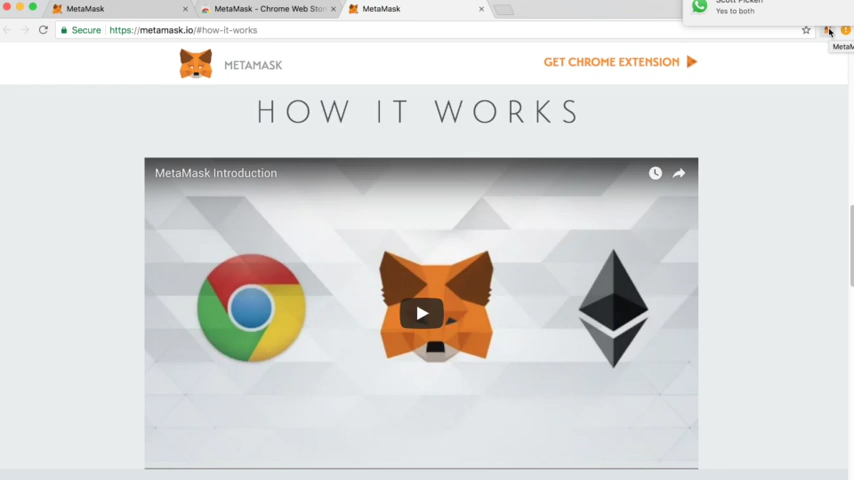 MetaMask
MetaMask - Chrome Web Stor
MetaMask
Scott Picken
Yes to both
Secure
https://metamask.io/#how-it-works
MetaM
METAMASK
GET CHROME EXTENSION
HOW IT WORKS
MetaMask Introduction